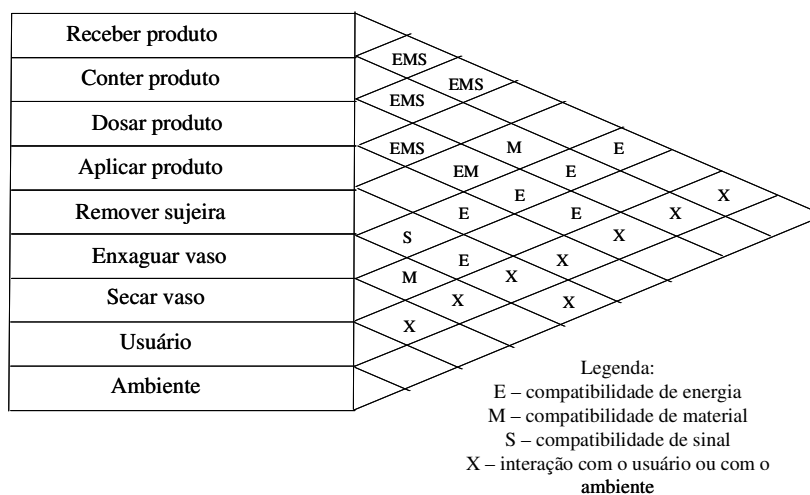 Receber produto
Conter produto
Dosar produto
Aplicar produto
Remover sujeira
Enxaguar vaso
Secar vaso
Usuário
Ambiente
EMS
EMS
EMS
M E
EMS EM E
E X
E E X
S X
E X
M X
X X
X
Legenda:
E – compatibilidade de energia
M – compatibilidade de material
S – compatibilidade de sinal
X – interação com o usuário ou com o
ambiente